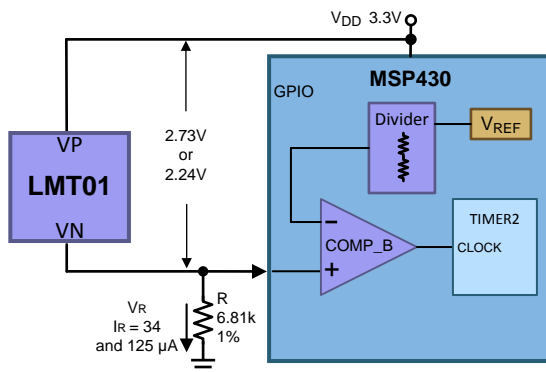 VDD 3.3V
MSP430
GPIO
Divider
VREF
2.73V
or
2.24V
VP
LMT01
VN
−
COMP_B
+
TIMER2
CLOCK
VR
IR = 34
and 125 µA
R
6.81k
1%